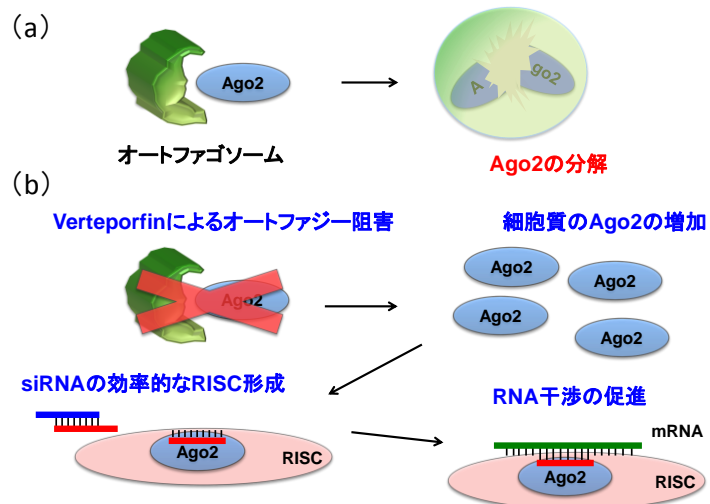 (a)
Ago2
A
go2
オートファゴソーム
Ago2の分解
(b)
Verteporfinによるオートファジー阻害
細胞質のAgo2の増加
Ago2
Ago2
Ago2
Ago2
Ago2
siRNAの効率的なRISC形成
RNA干渉の促進
mRNA
Ago2
RISC
Ago2
RISC